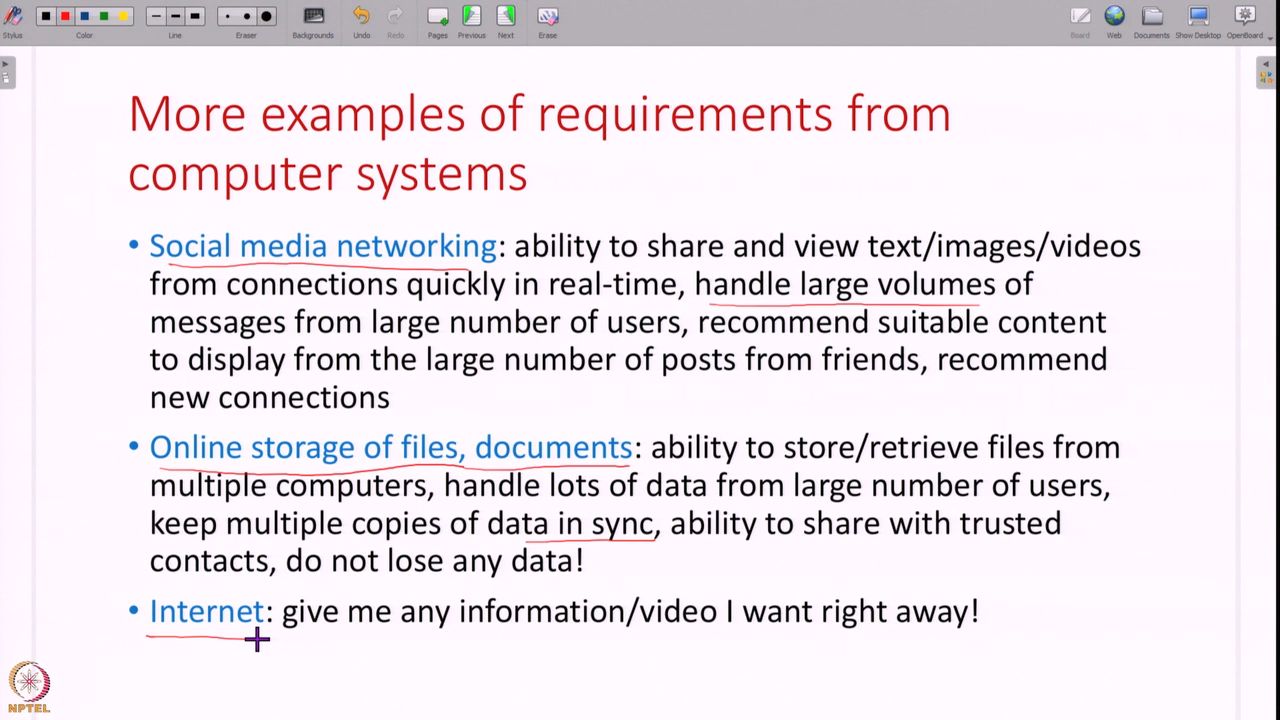 Stylus
Color
Line
Eraser
Backgrounds
Undo
Redo
Pages
Previous
Next
Erase
Board
Web
Documents
Show Desktop
OpenBoard
More examples of requirements from
computer systems
• Social media networking: ability to share and view text/images/videos
from connections quickly in real-time, handle large volumes of
messages from large number of users, recommend suitable content
to display from the large number of posts from friends, recommend
new connections
• Online storage of files, documents: ability to store/retrieve files from
multiple computers, handle lots of data from large number of users,
keep multiple copies of data in sync, ability to share with trusted
contacts, do not lose any data!
• Internet: give me any information/video I want right away!
NPTEL